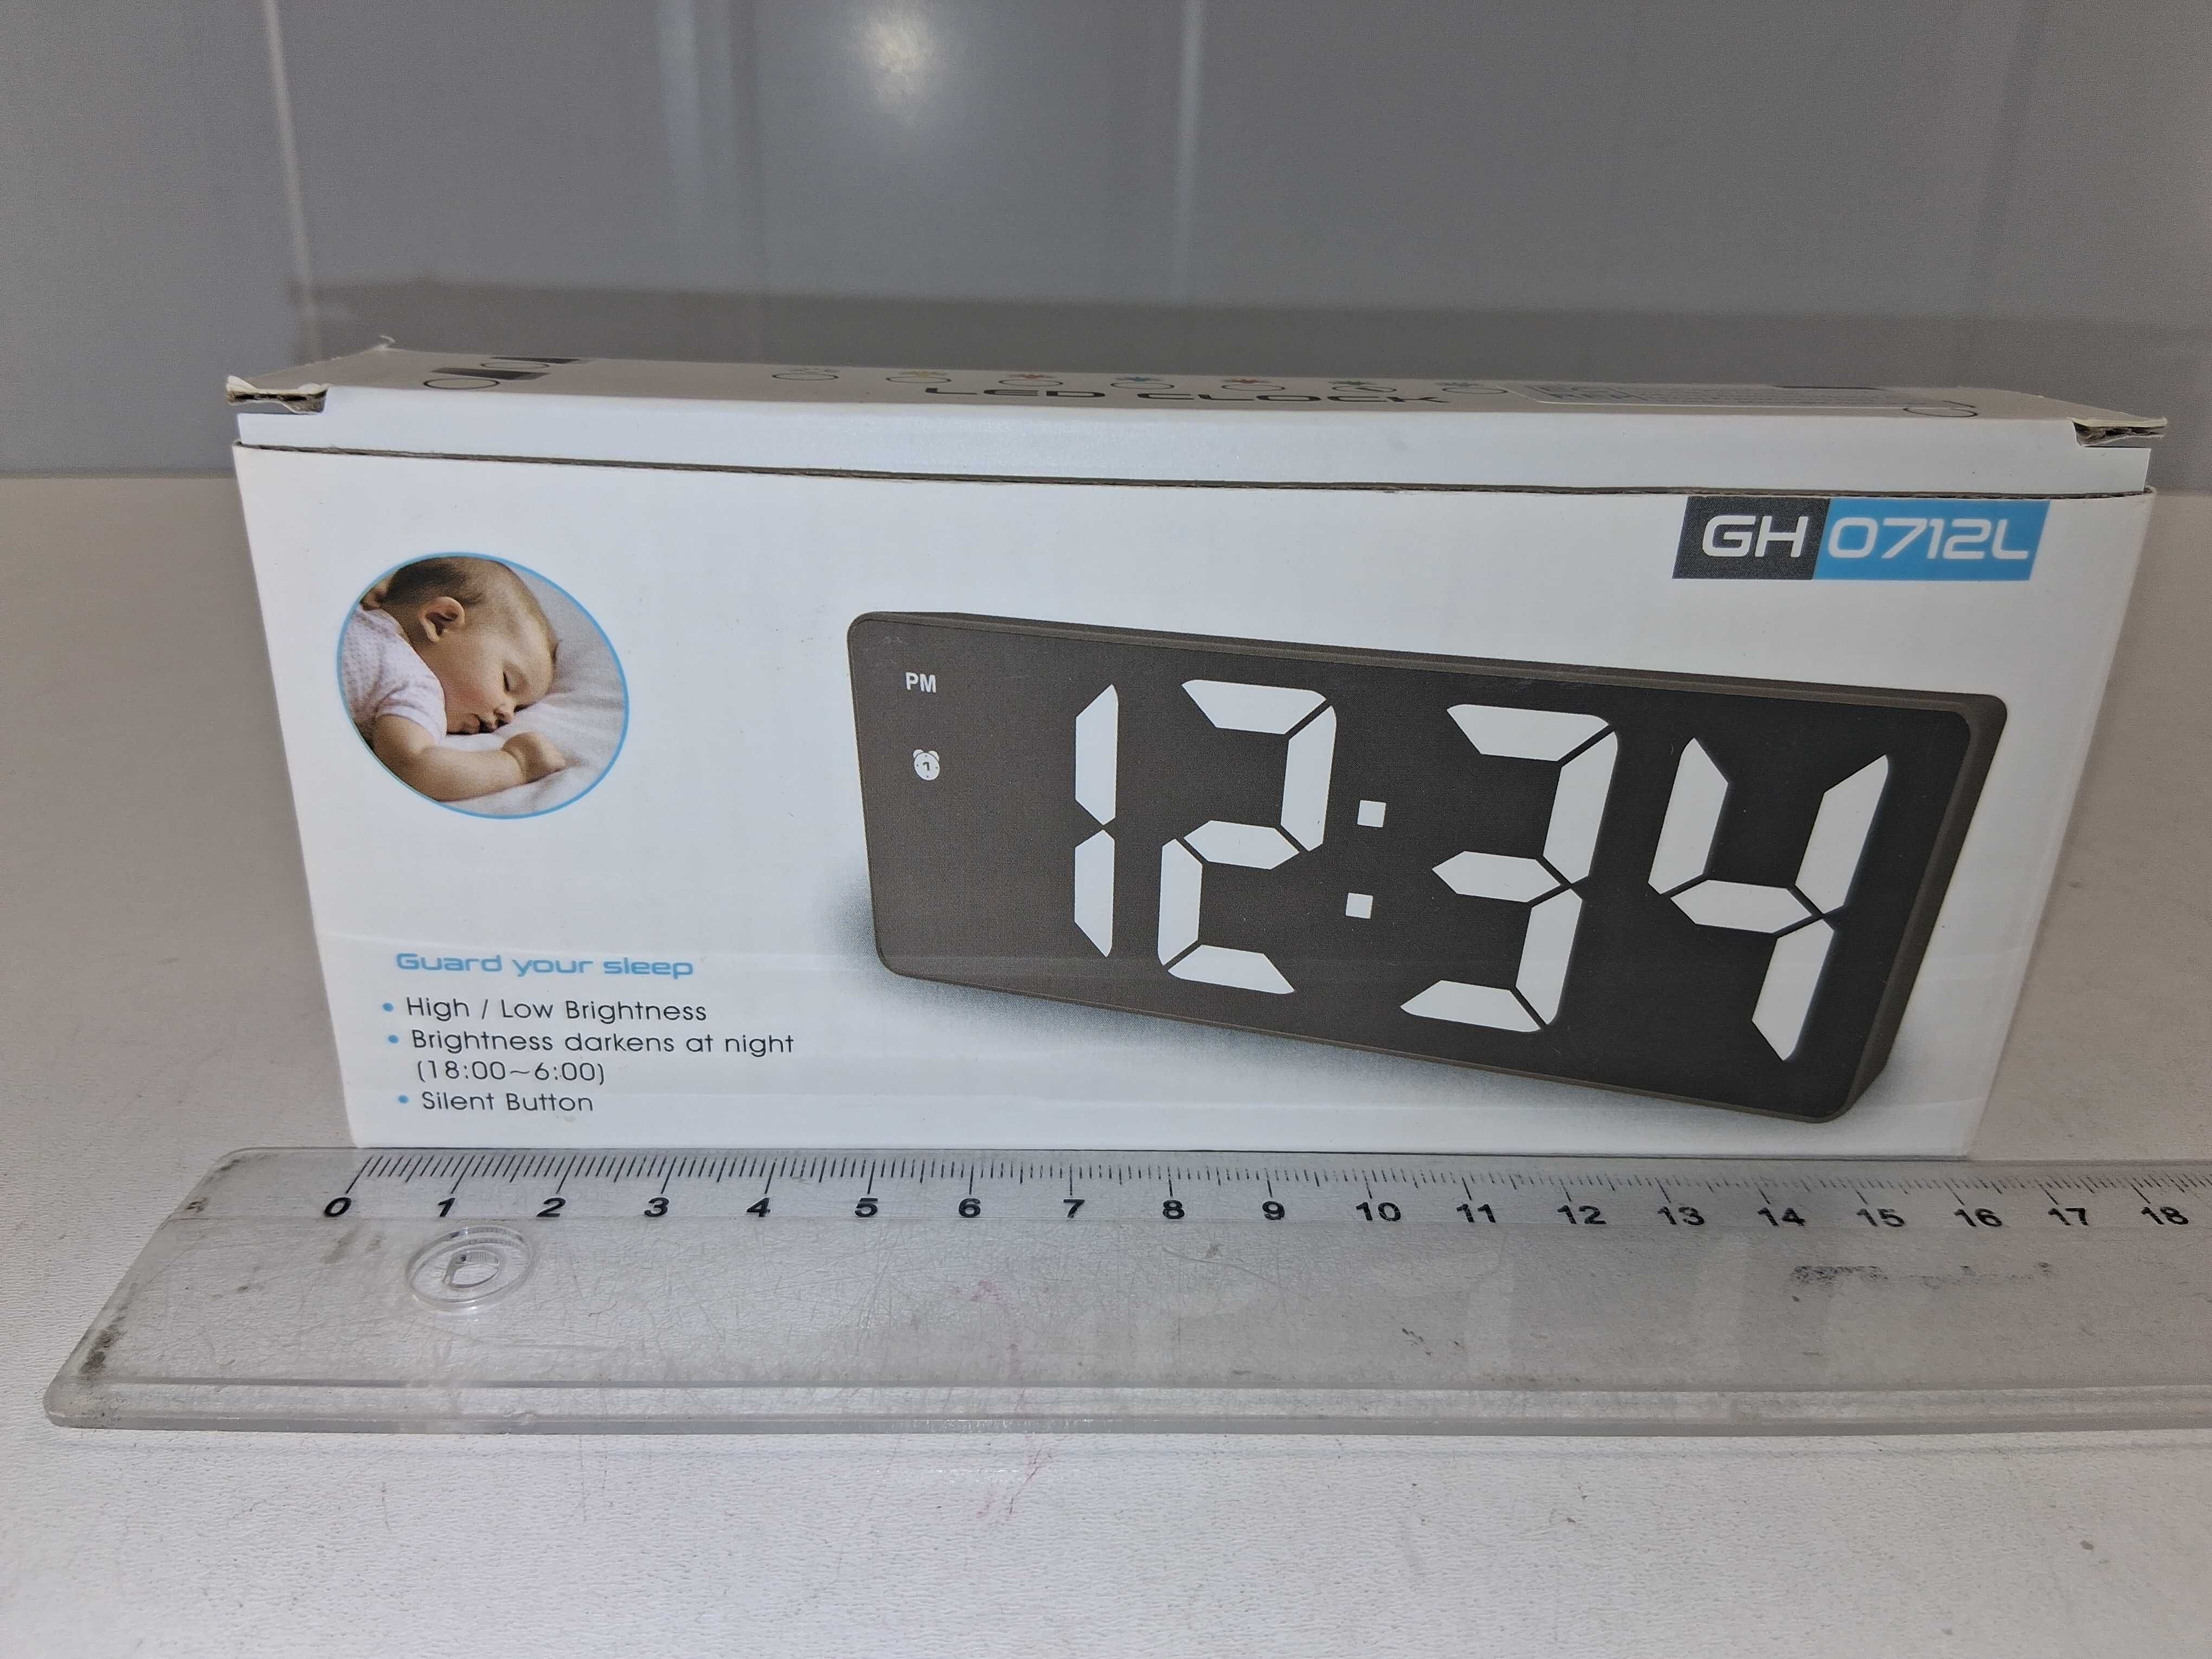 LED CLOCK
GH 0712L
PM
1
12:34
Guard your sleep
• High / Low Brightness
• Brightness darkens at night
(18:00~6:00)
• Silent Button
0 1 2 3 4 5 6 7 8 9 10 11 12 13 14 15 16 17 18